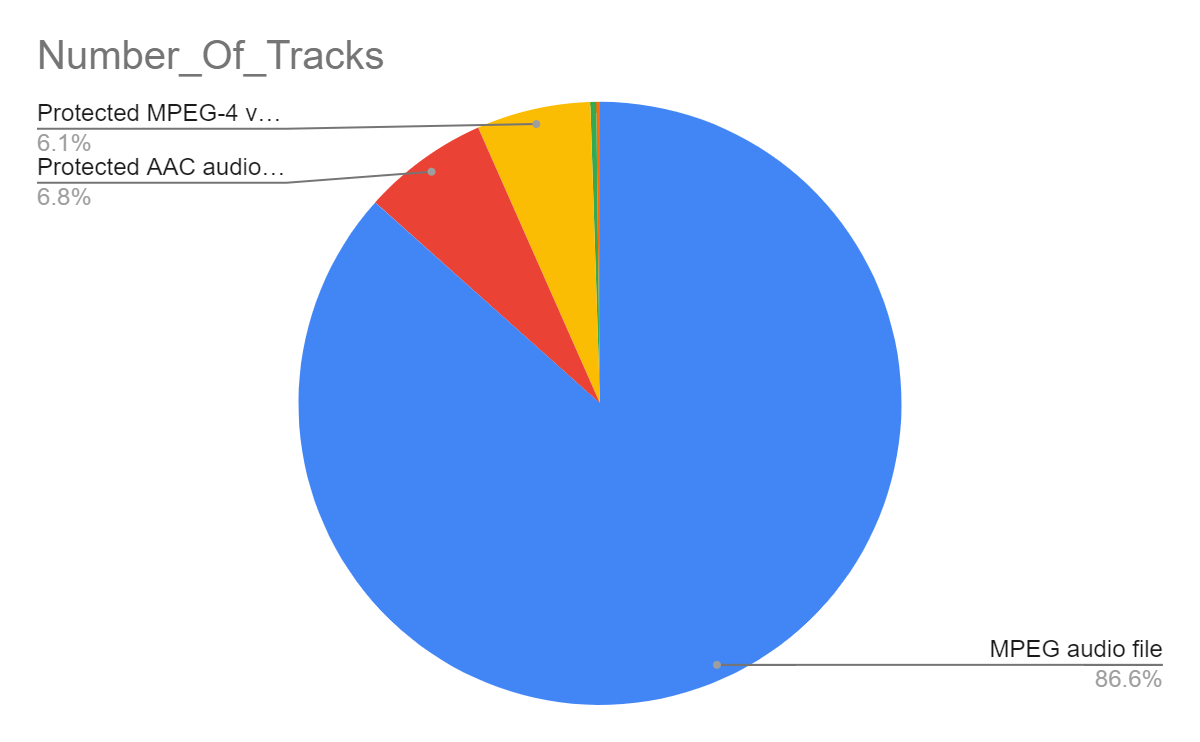 Number_Of_Tracks
Protected MPEG-4 v…
6.1%
Protected AAC audio…
6.8%
MPEG audio file
86.6%